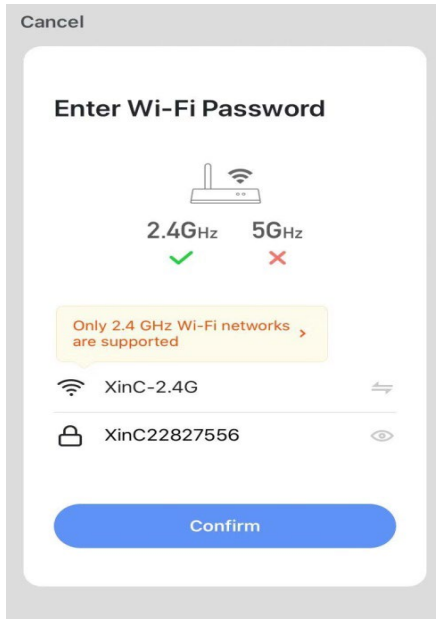 Cancel
Enter Wi-Fi Password
2.4GHz 5GHz
Only 2.4 GHz Wi-Fi networks
are supported
XinC-2.4G
XinC22827556
Confirm